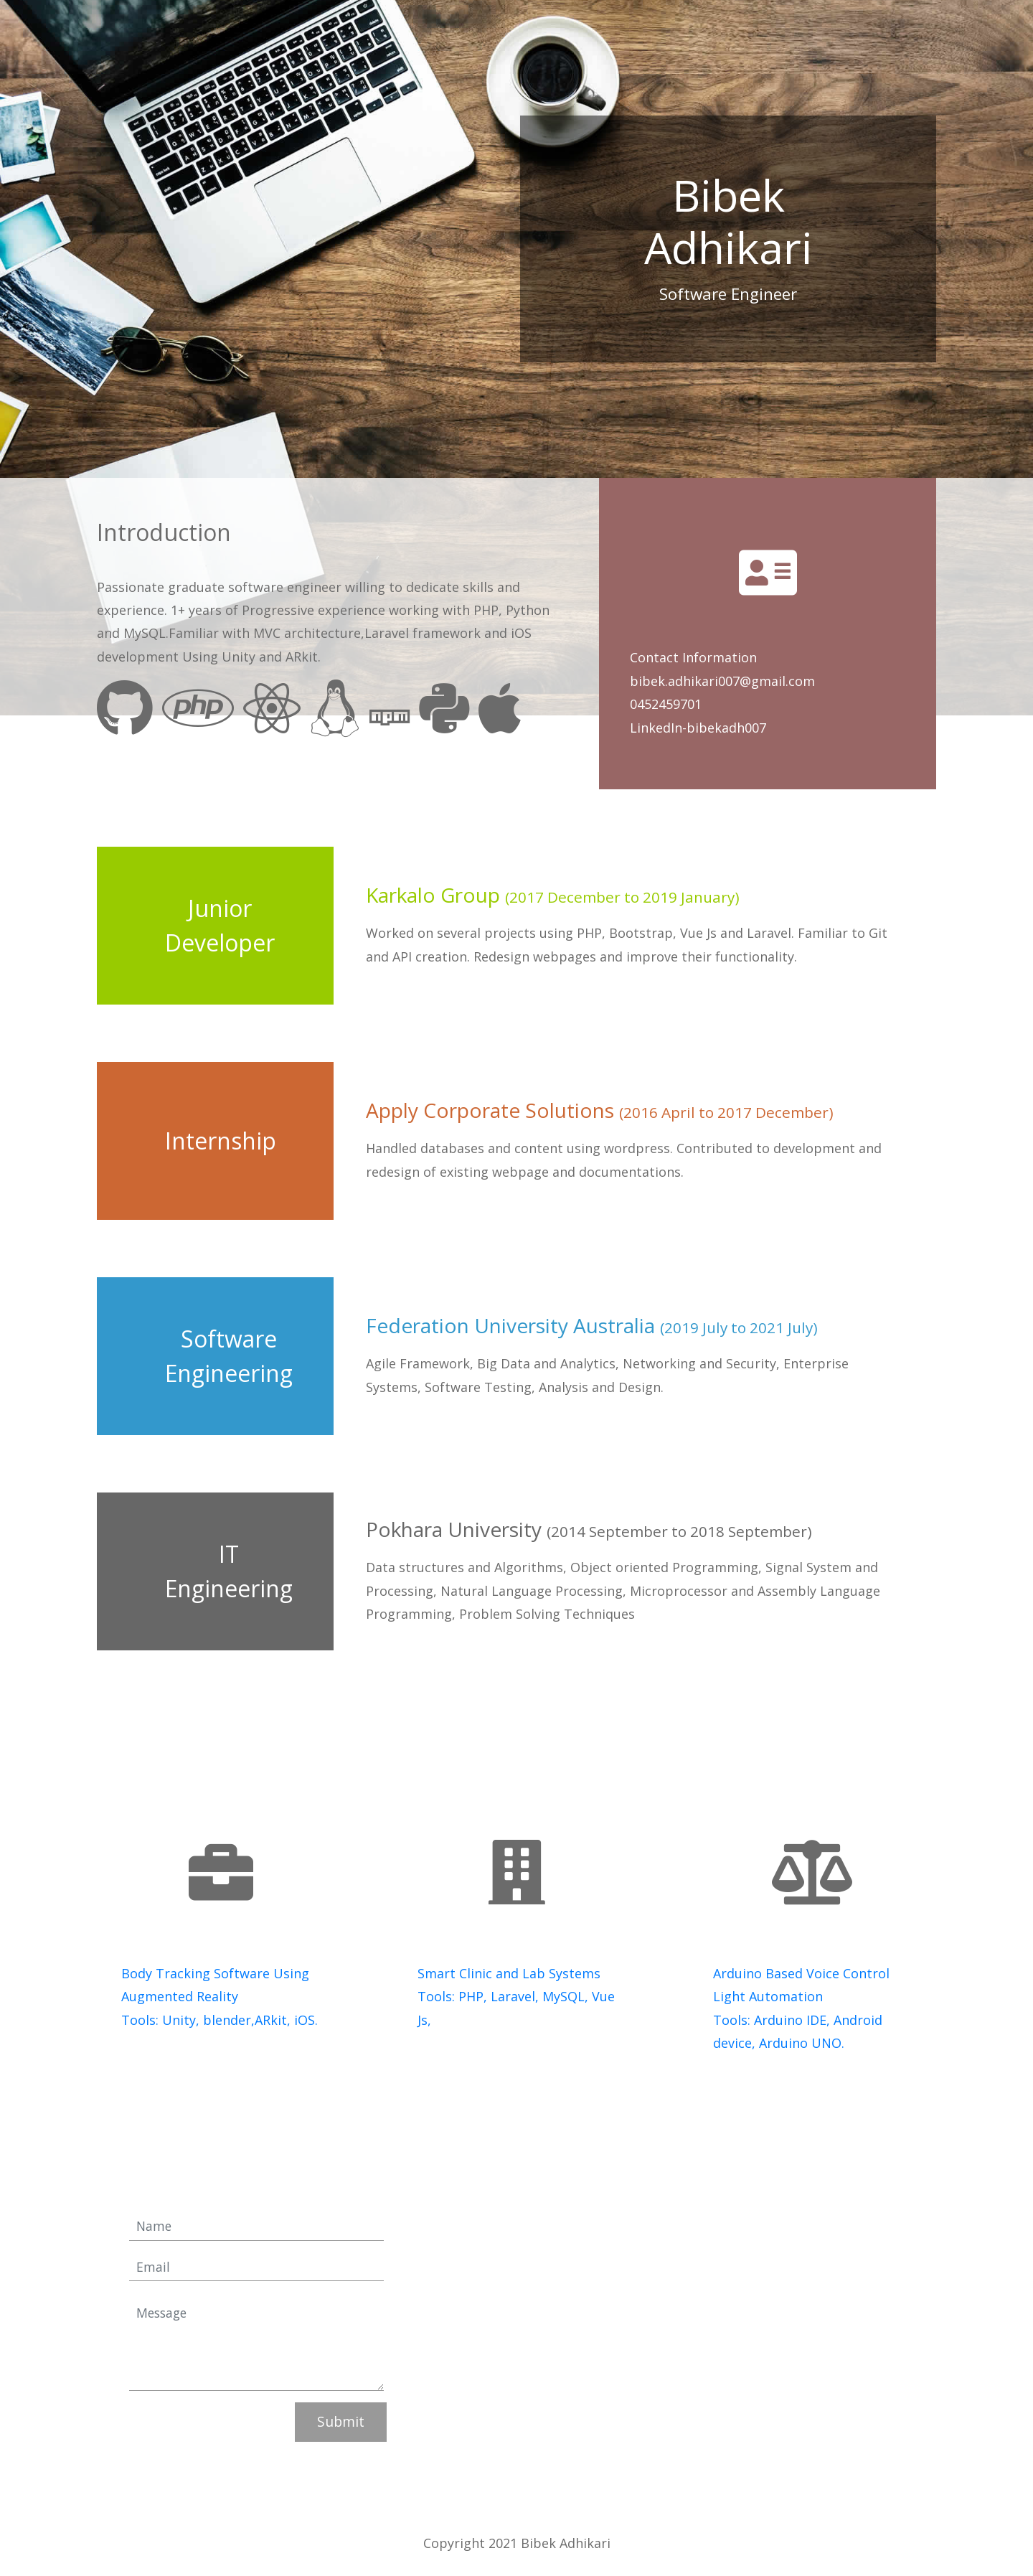 Bibek
Adhikari
Software Engineer
Introduction
Passionate graduate software engineer willing to dedicate skills and
experience. 1+ years of Progressive experience working with PHP, Python
and MySQL.Familiar with MVC architecture,Laravel framework and iOS
development Using Unity and ARkit.
php
npm
Contact Information
bibek.adhikari007@gmail.com
0452459701
LinkedIn-bibekadh007
Junior
Developer
Karkalo Group (2017 December to 2019 January)
Worked on several projects using PHP, Bootstrap, Vue Js and Laravel. Familiar to Git
and API creation. Redesign webpages and improve their functionality.
Internship
Apply Corporate Solutions (2016 April to 2017 December)
Handled databases and content using wordpress. Contributed to development and
redesign of existing webpage and documentations.
Software
Engineering
Federation University Australia (2019 July to 2021 July)
Agile Framework, Big Data and Analytics, Networking and Security, Enterprise
Systems, Software Testing, Analysis and Design.
IT
Engineering
Pokhara University (2014 September to 2018 September)
Data structures and Algorithms, Object oriented Programming, Signal System and
Processing, Natural Language Processing, Microprocessor and Assembly Language
Programming, Problem Solving Techniques
Body Tracking Software Using
Augmented Reality
Tools: Unity, blender,ARkit, iOS.
Smart Clinic and Lab Systems
Tools: PHP, Laravel, MySQL, Vue
Js,
Arduino Based Voice Control
Light Automation
Tools: Arduino IDE, Android
device, Arduino UNO.
Name
Email
Message
Submit
Copyright 2021 Bibek Adhikari